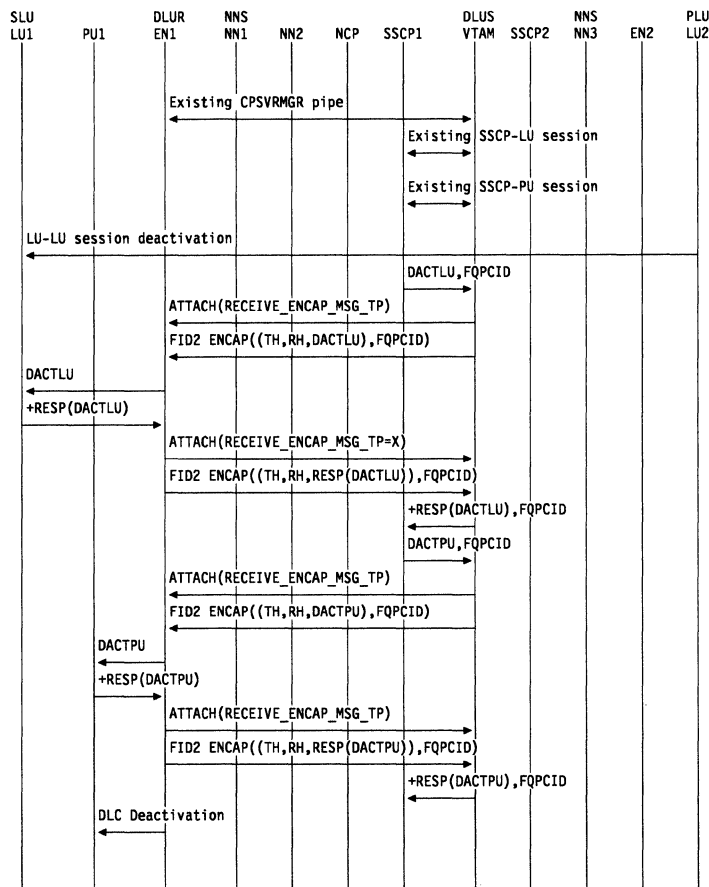 SLU DLUR NNS DLUS NNS PLU
LU1 PU1 EN1 NN1 NN2 NCP SSCP1 VTAM SSCP2 NN3 EN2 LU2
Existing CPSVRMGR pipe
Existing SSCP-LU session
Existing SSCP-PU session
LU-LU session deactivation
DACTLU,FQPCID
ATTACH(RECEIVE_ENCAP_MSG_TP)
FID2 ENCAP((TH,RH,DACTLU),FQPCID)
DACTLU
+RESP(DACTLU)
ATTACH(RECEIVE_ENCAP_MSG_TP=X)
FID2 ENCAP((TH,RH,RESP(DACTLU)),FQPCID)
+RESP(DACTLU),FQPCID
DACTPU,FQPCID
ATTACH(RECEIVE_ENCAP_MSG_TP)
FID2 ENCAP((TH,RH,DACTPU),FQPCID)
DACTPU
+RESP(DACTPU)
ATTACH(RECEIVE_ENCAP_MSG_TP)
FID2 ENCAP((TH,RH,RESP(DACTPU)),FQPCID)
+RESP(DACTPU),FQPCID
DLC Deactivation